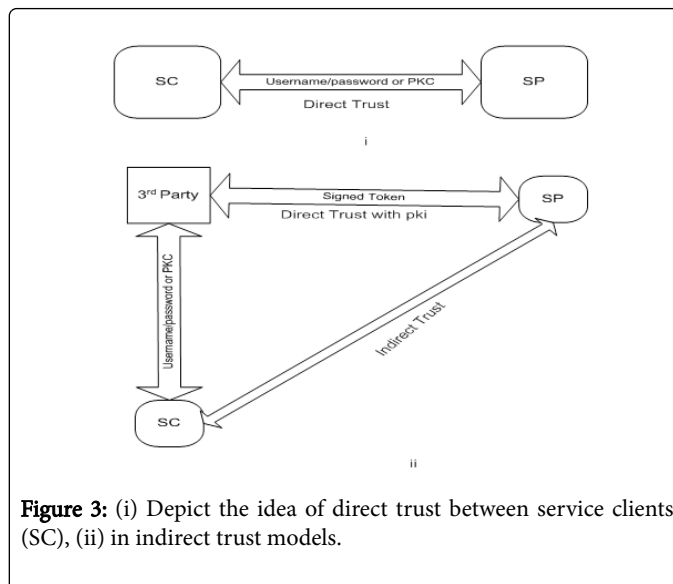 SC
Username/password or PKC
SP
Direct Trust
i
3rd Party
Signed Token
SP
Direct Trust with pki
Username/password or PKC
Indirect Trust
SC
ii
Figure 3: (i) Depict the idea of direct trust between service clients
(SC), (ii) in indirect trust models.